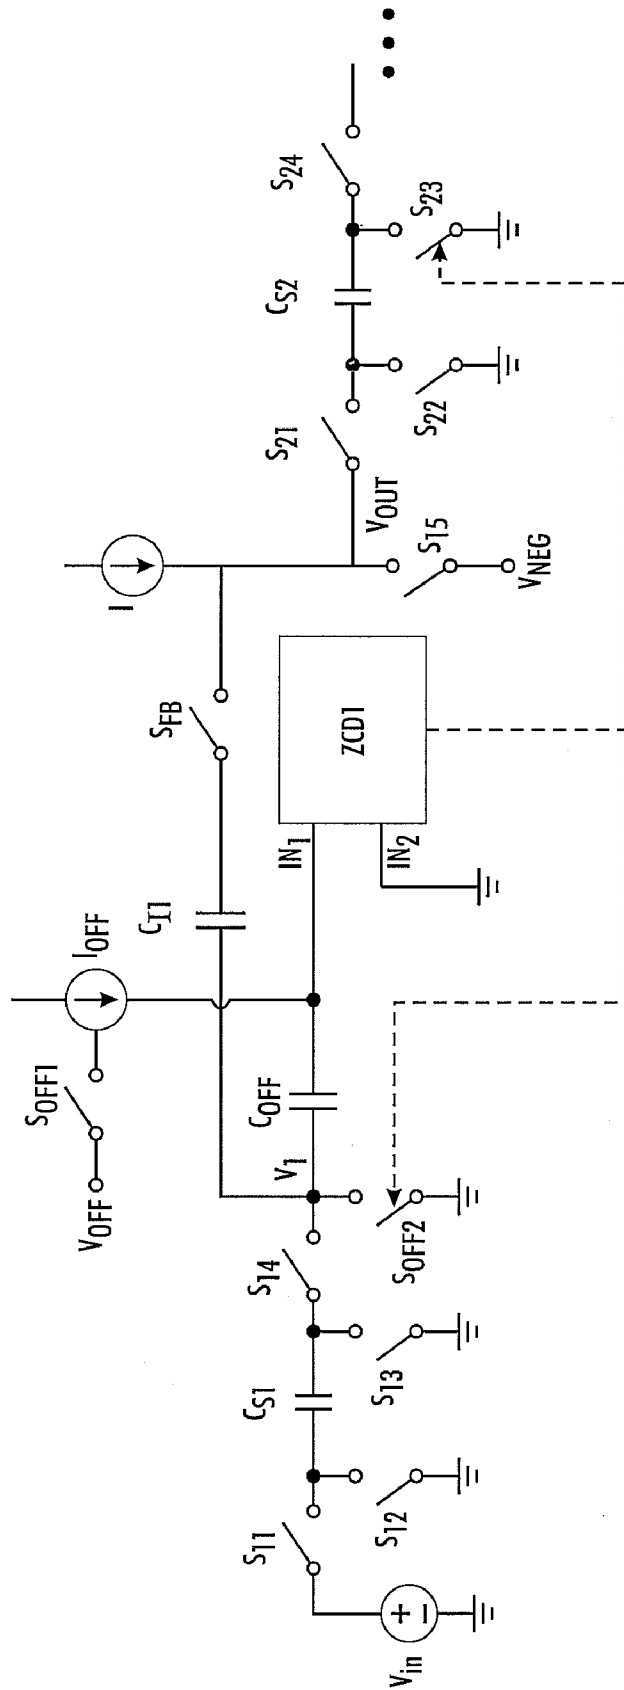 Vin
S11
S12
CS1
S13
S14
V1
SOFF2
VOFF
SOFF1
IOFF
COFF
CI1
SFB
IN1
IN2
ZCD1
I
VOUT
S15
VNEG
S21
S22
CS2
S23
S24